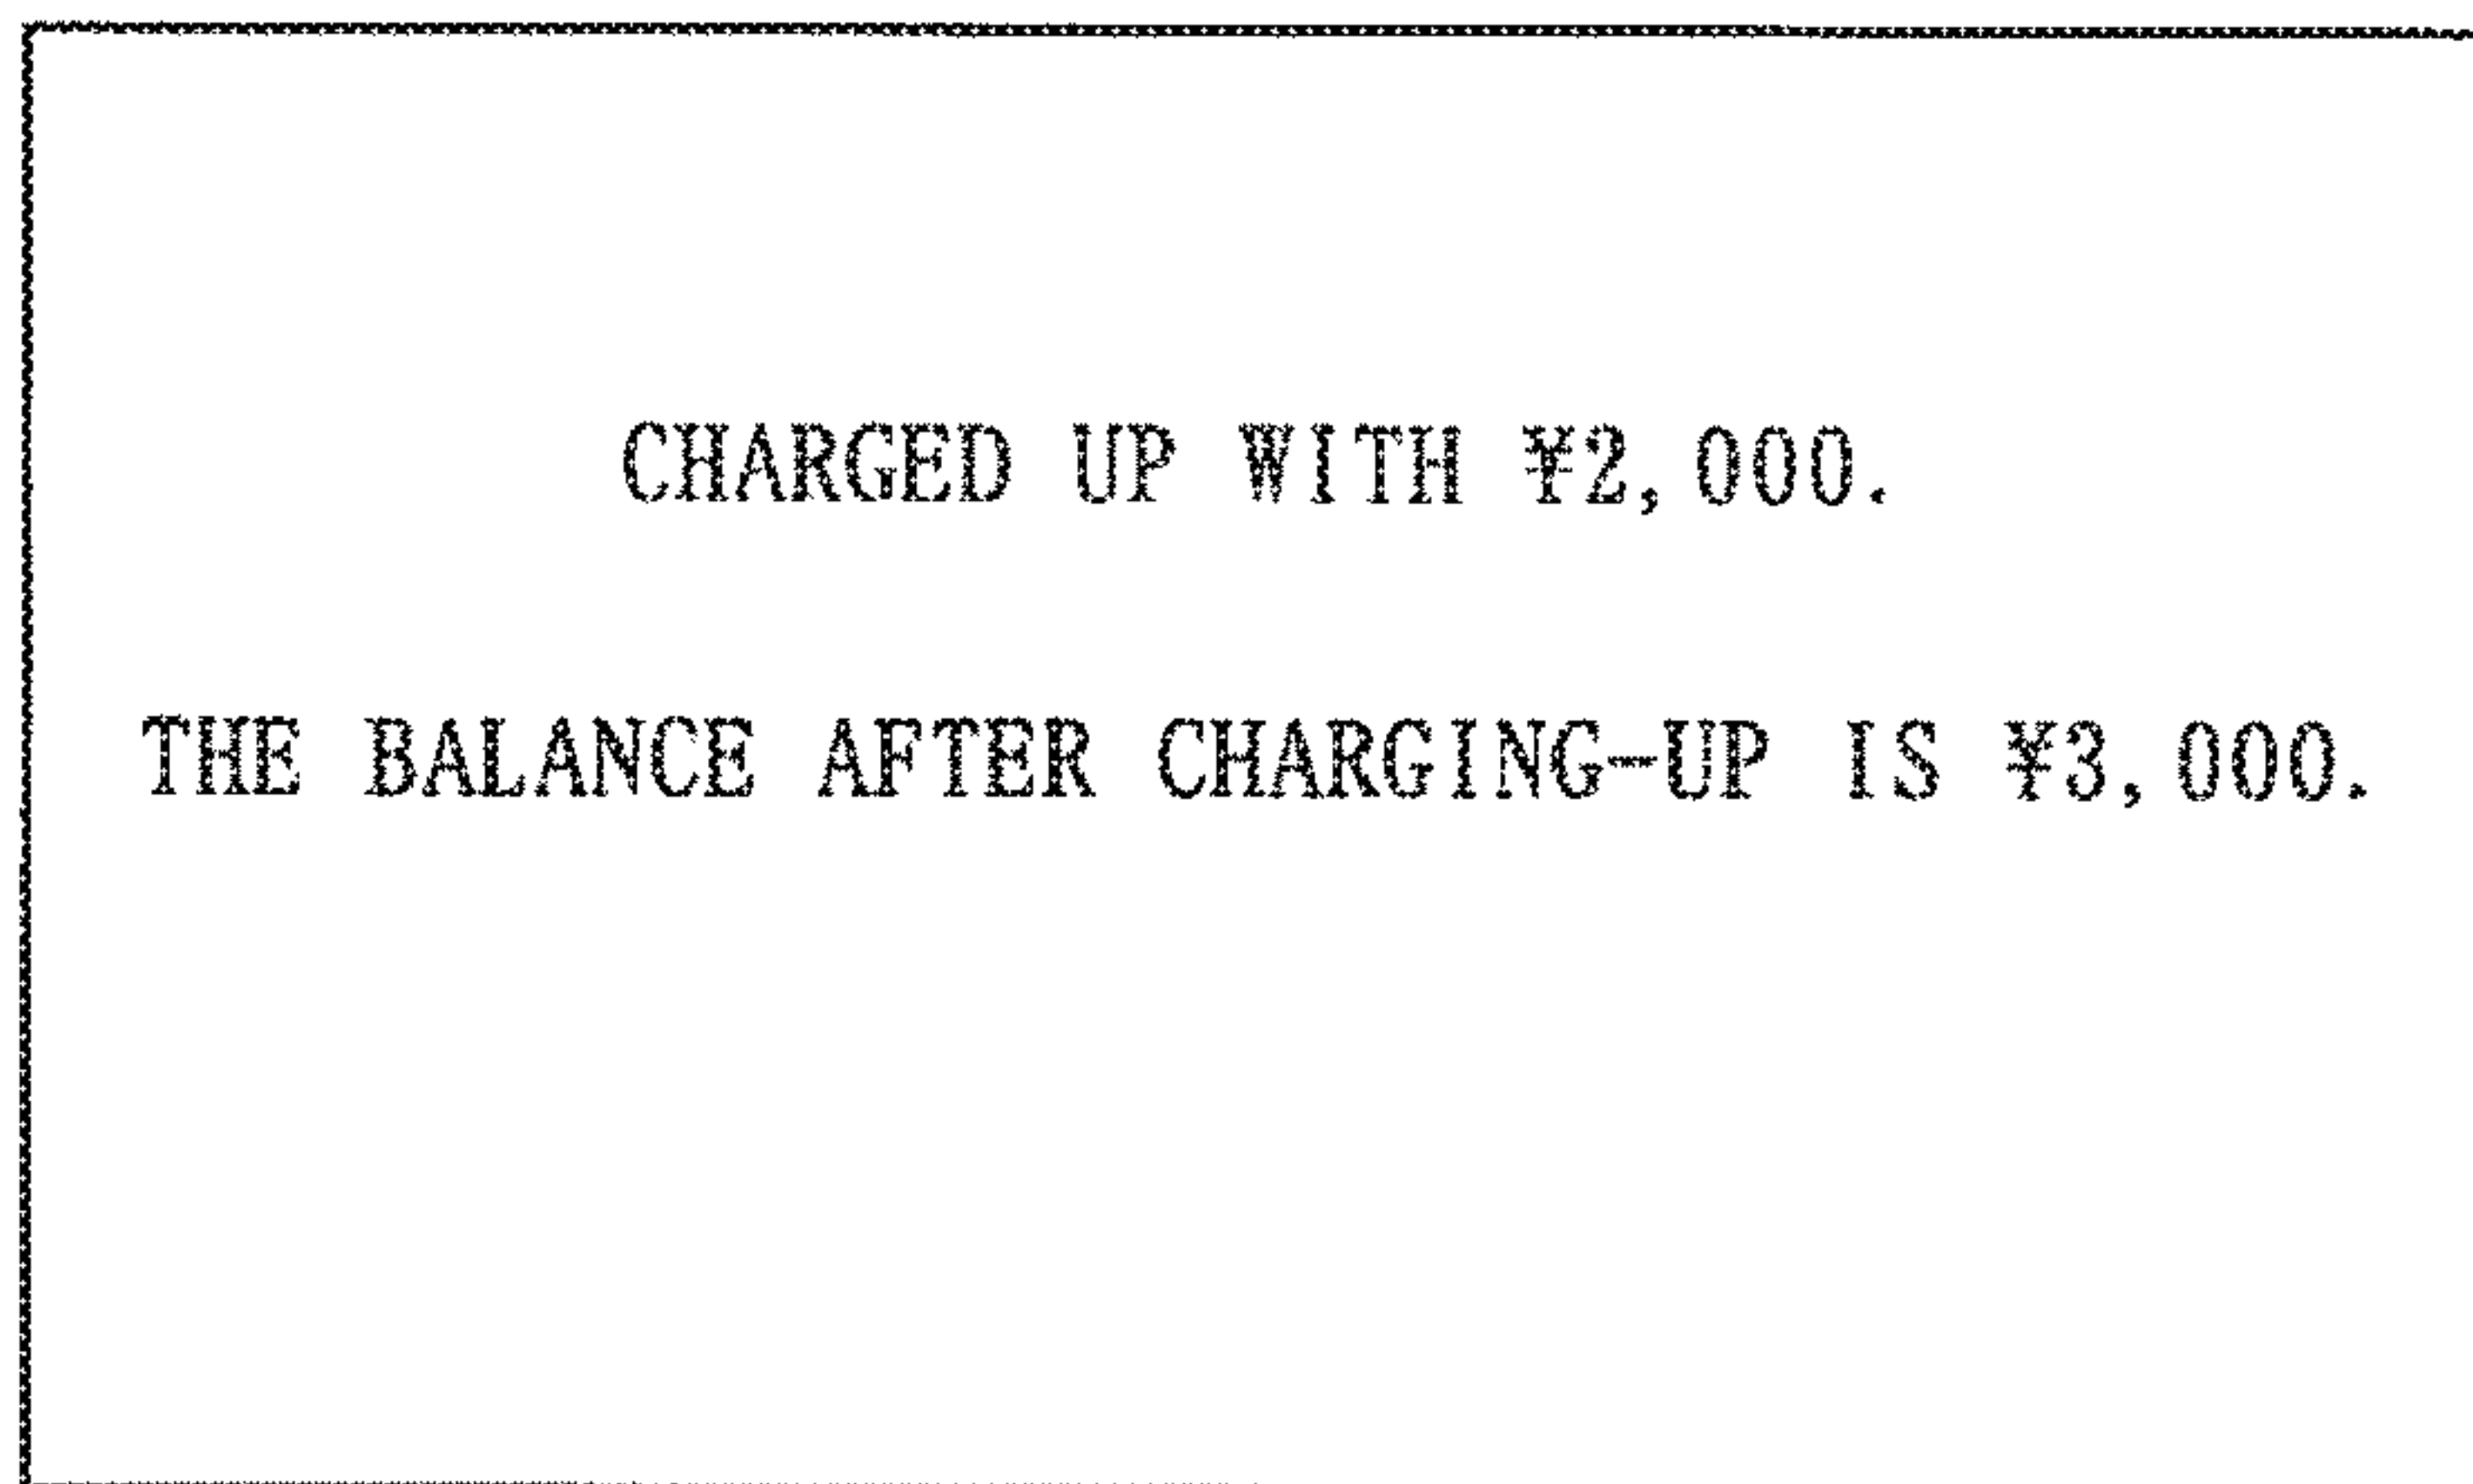 CHARGED UP WITH ¥2,000.
THE BALANCE AFTER CHARGING-UP IS ¥3,000.